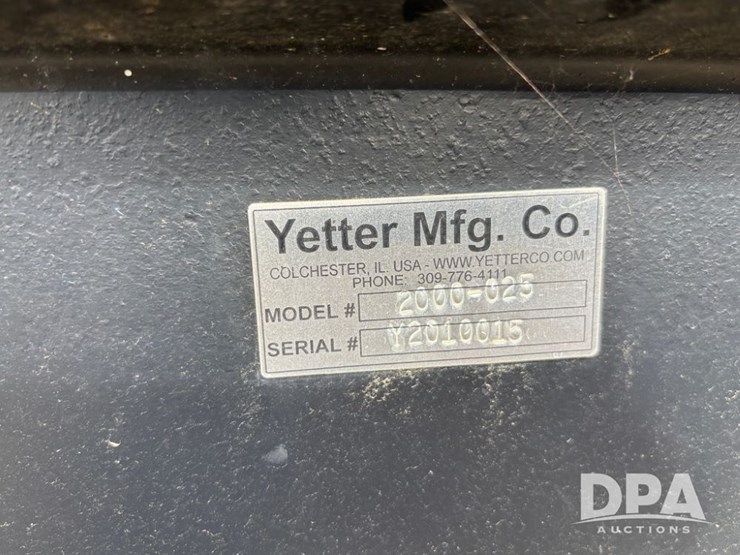 Yetter Mfg. Co.
COLCHESTER, IL. USA - WWW.YETTERCO.COM
PHONE: 309-776-4111
MODEL # 2000-025
SERIAL # Y2010015
DPA
AUCTIONS